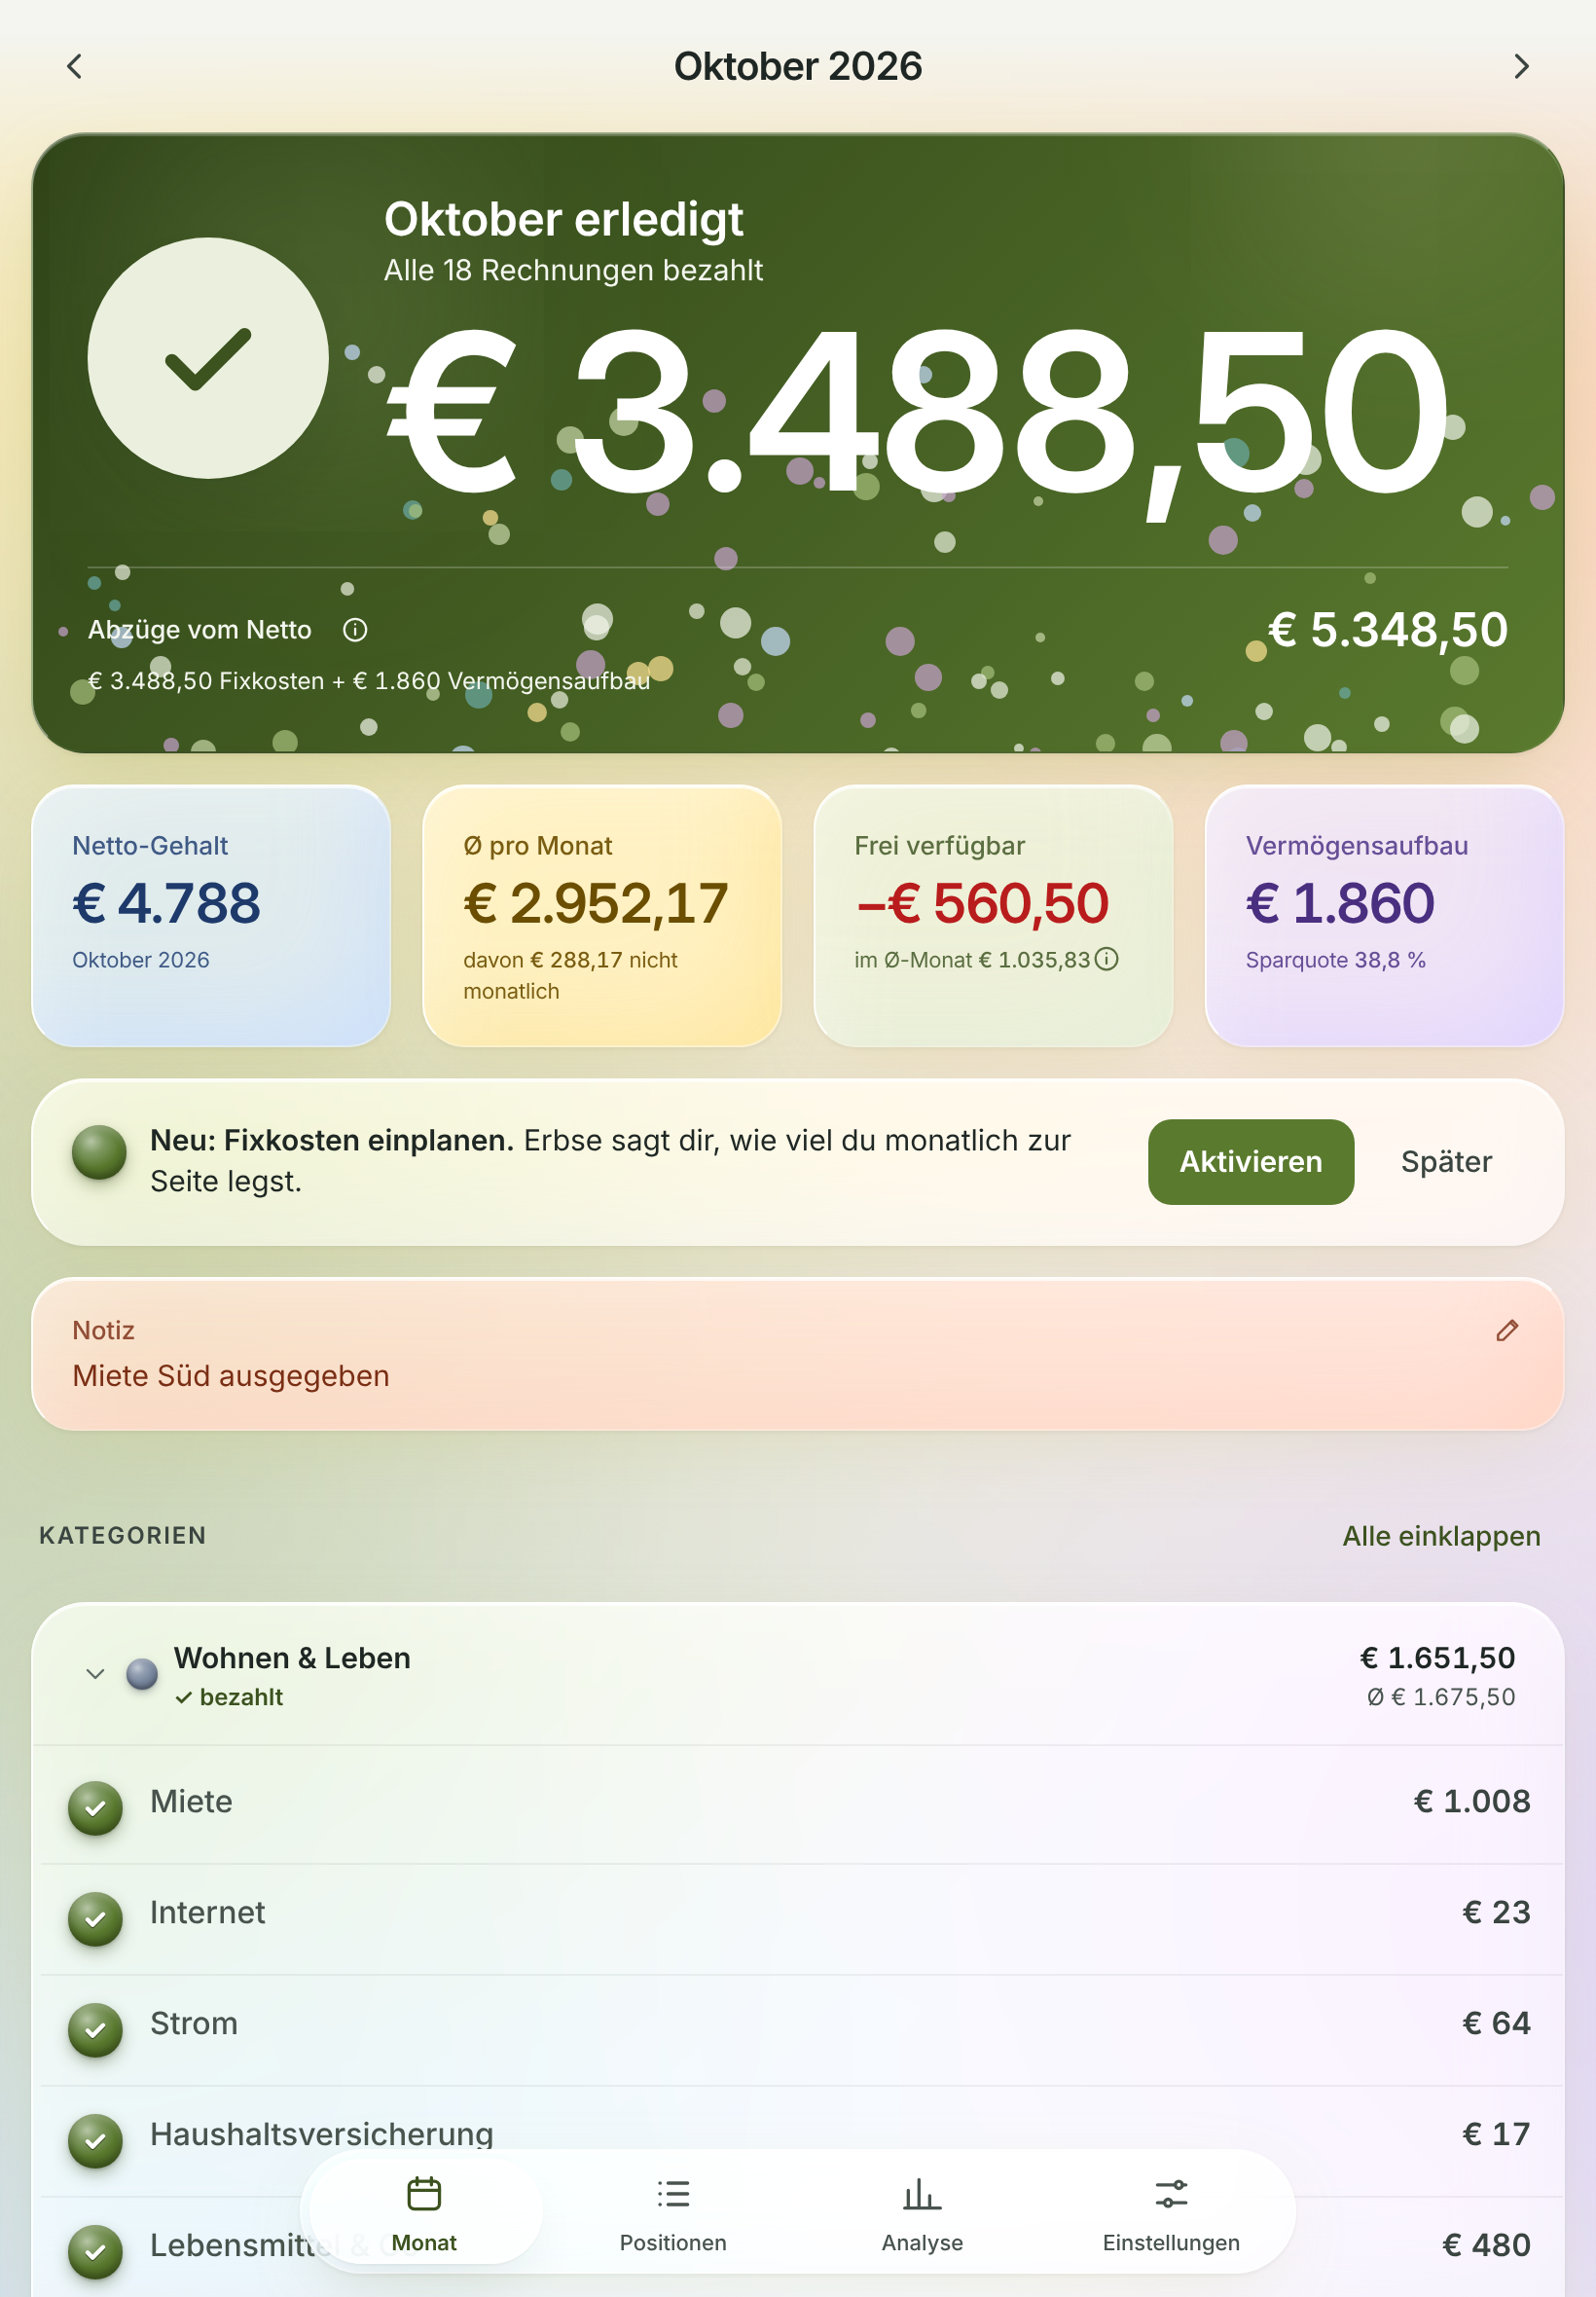 Oktober 2026
Oktober erledigt
Alle 18 Rechnungen bezahlt
€ 3.488,50
Abzüge vom Netto
€ 5.348,50
€ 3.488,50 Fixkosten + € 1.860 Vermögensaufbau
Netto-Gehalt
€ 4.788
Oktober 2026
Ø pro Monat
€ 2.952,17
davon € 288,17 nicht
monatlich
Frei verfügbar
–€ 560,50
im Ø-Monat € 1.035,83
Vermögensaufbau
€ 1.860
Sparquote 38,8 %
Neu: Fixkosten einplanen. Erbse sagt dir, wie viel du monatlich zur
Seite legst.
Aktivieren
Später
Notiz
Miete Süd ausgegeben
KATEGORIEN
Alle einklappen
Wohnen & Leben
€ 1.651,50
bezahlt
Ø € 1.675,50
Miete
€ 1.008
Internet
€ 23
Strom
€ 64
Haushaltsversicherung
€ 17
Lebensmittel &
€ 480
Monat
Positionen
Analyse
Einstellungen